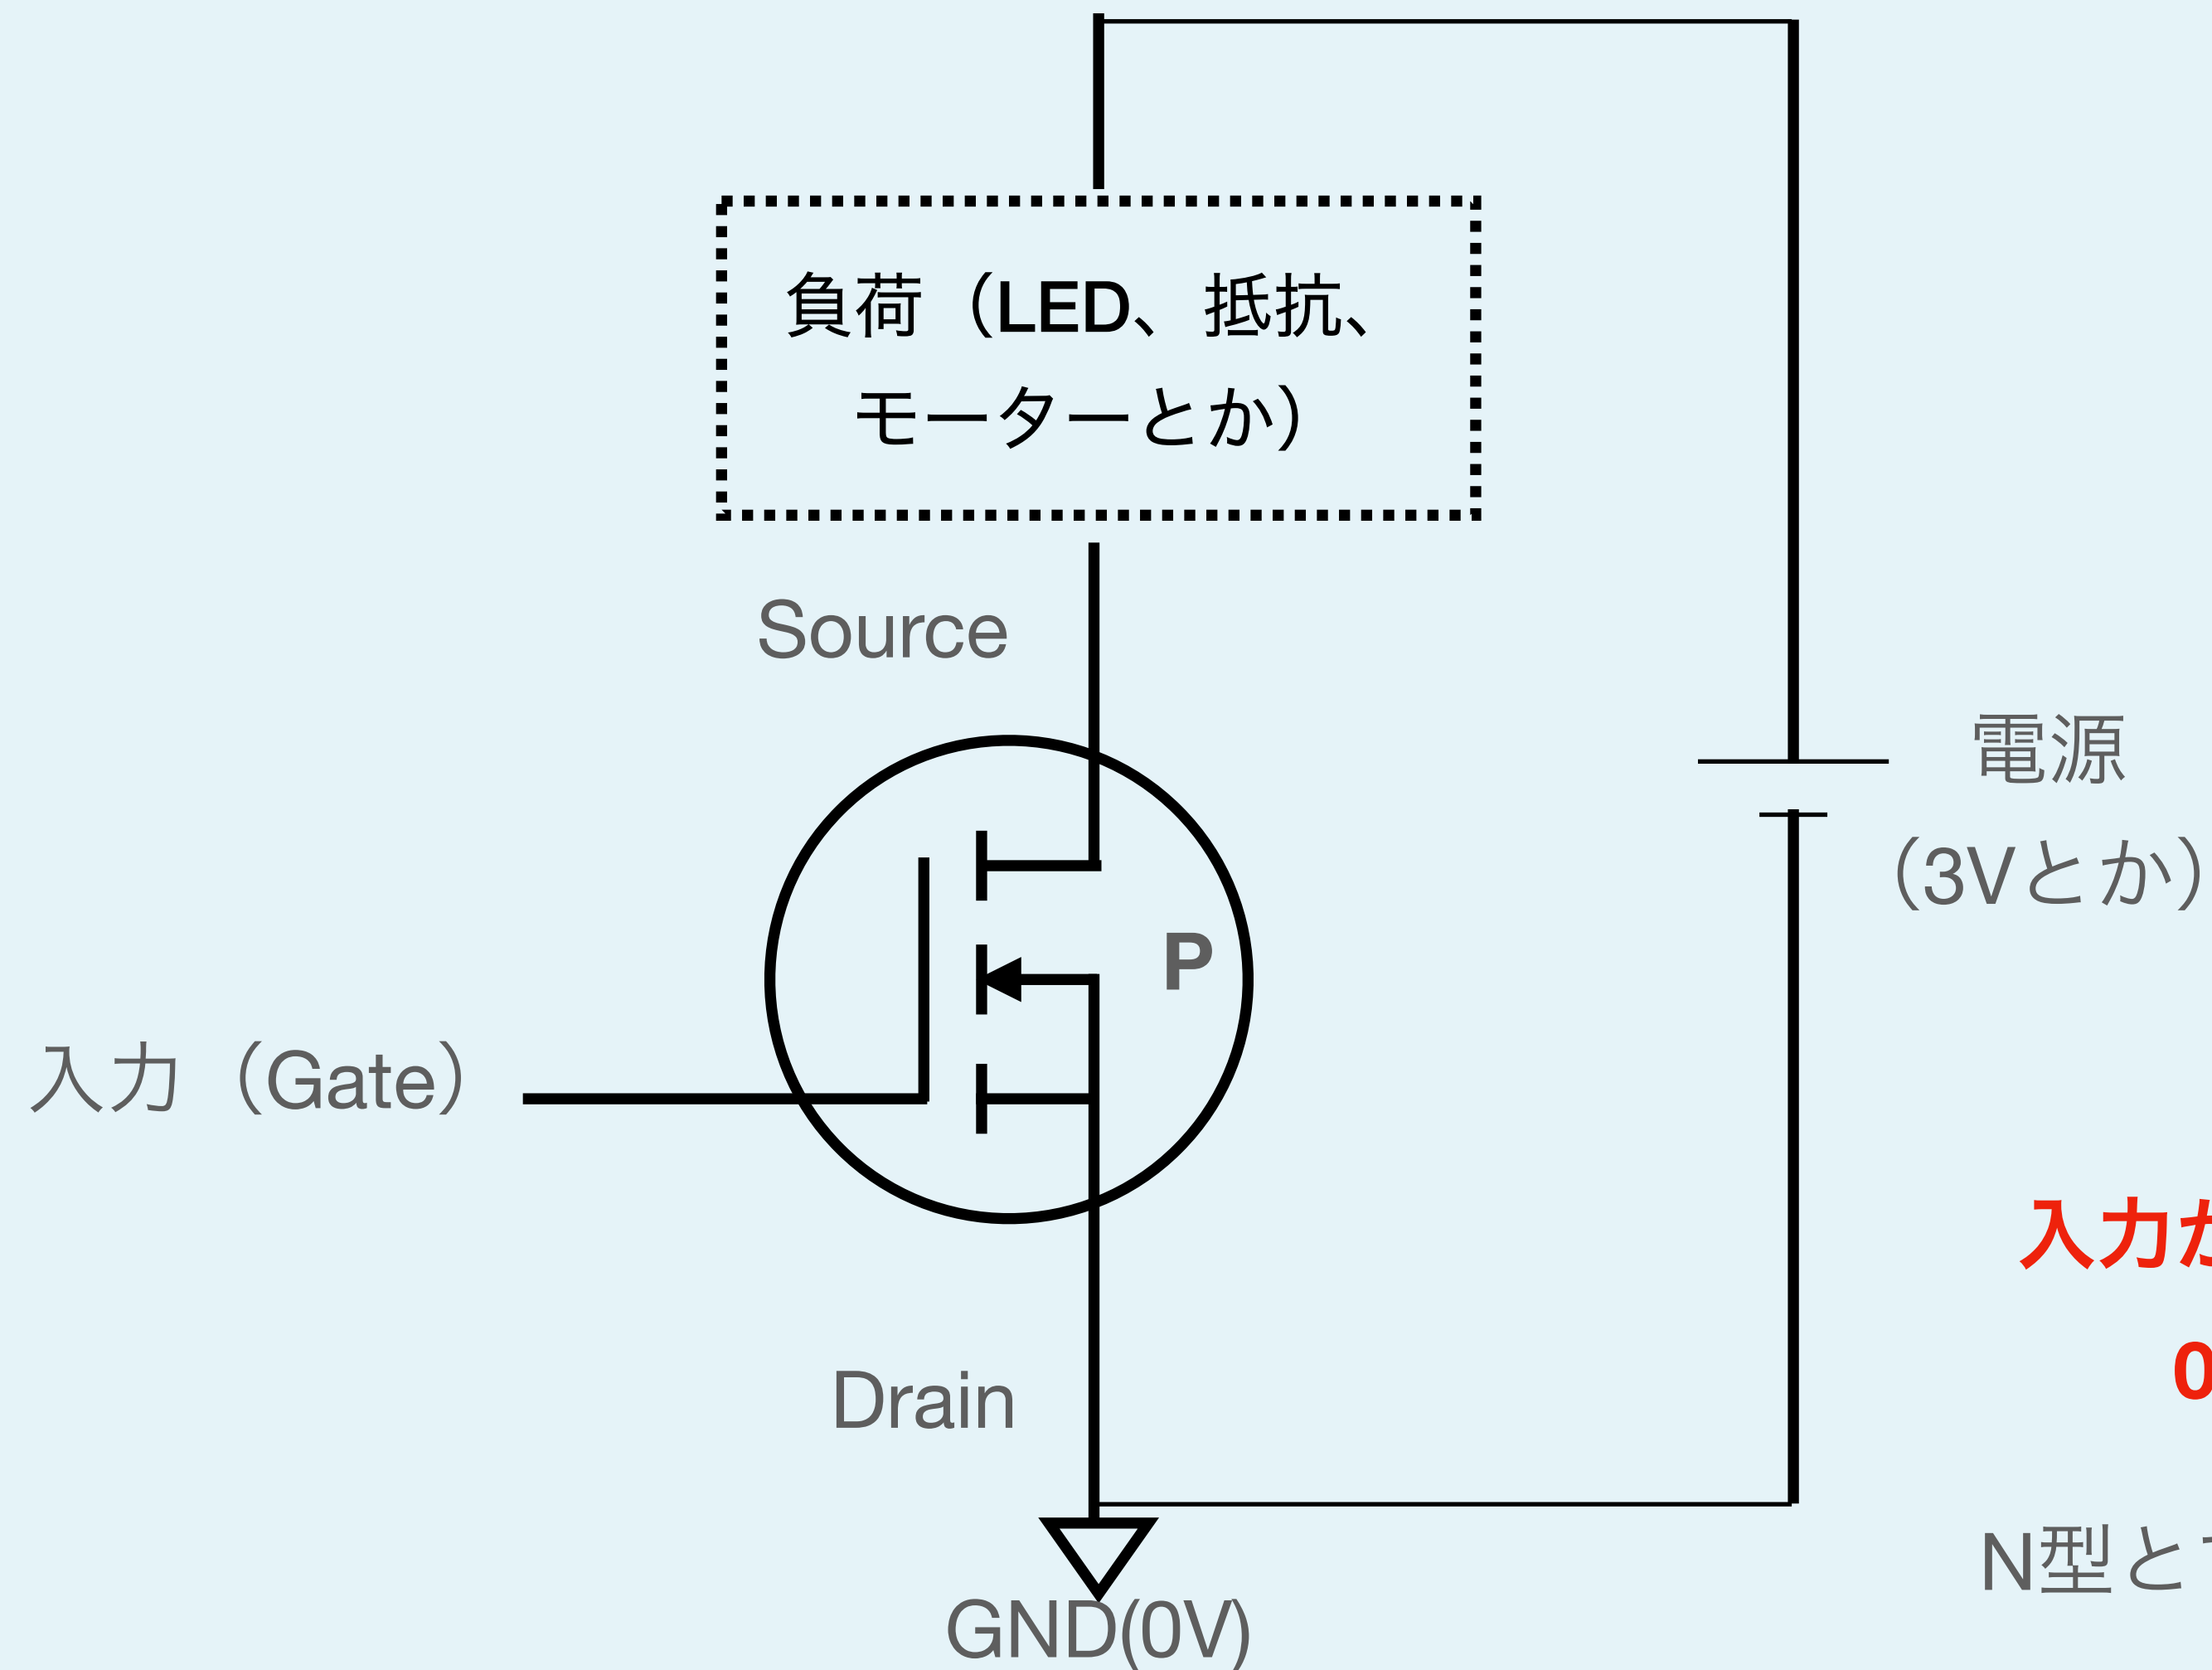 負荷（LED、抵抗、
モーターとか）
Source
電源
（3Vとか）
P
入力（Gate）
入力が
0
Drain
N型と
GND(0V)